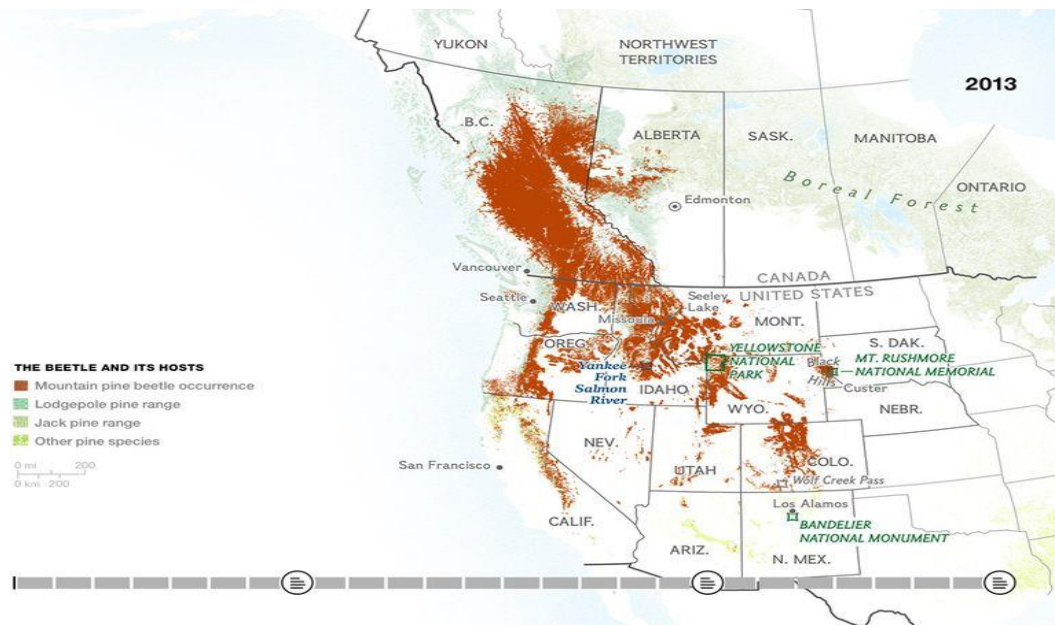 YUKON
NORTHWEST
TERRITORIES
2013
B.C.
ALBERTA
SASK.
MANITOBA
ONTARIO
Boreal Forest
Edmonton
Vancouver
CANADA
UNITED STATES
Seattle
WASH.
Seeley
Lake
Missoula
MONT.
OREG.
YELLOWSTONE
NATIONAL
PARK
S. DAK.
MT. RUSHMORE
NATIONAL MEMORIAL
Black
Hills
Custer
Yankee
Fork
Salmon
River
IDAHO
WYO.
NEBR.
THE BEETLE AND ITS HOSTS
Mountain pine beetle occurrence
Lodgepole pine range
Jack pine range
Other pine species
0 mi 200
0 km 200
San Francisco
NEV.
UTAH
COLO.
Wolf Creek Pass
CALIF.
Los Alamos
BANDELIER
NATIONAL MONUMENT
ARIZ.
N. MEX.